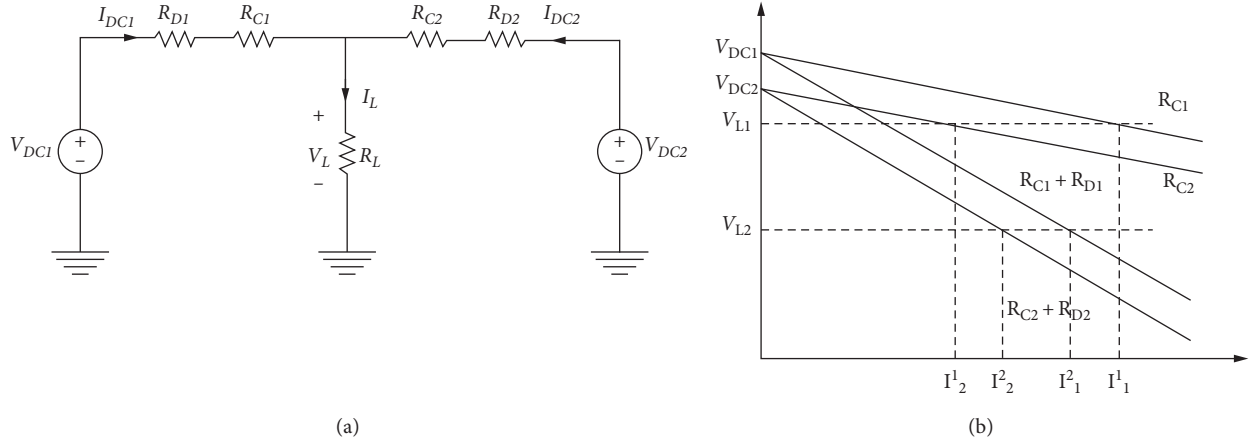 I_DC1 R_D1 R_C1 R_C2 R_D2 I_DC2
I_L
+
V_DC1 + − V_L R_L + − V_DC2
−
(a)
V_DC1
V_DC2
R_C1
V_L1
R_C2
R_C1 + R_D1
V_L2
R_C2 + R_D2
I^1_2 I^2_2 I^2_1 I^1_1
(b)